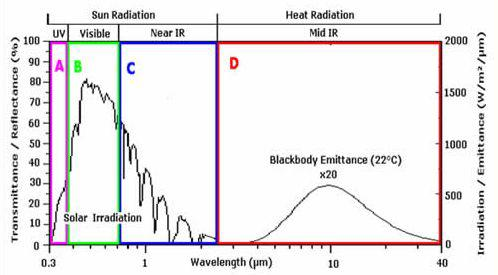 Sun Radiation
Heat Radiation
UV
Visible
Near IR
Mid IR
Transmittance / Reflectance (%)
100
90
80
70
60
50
40
30
20
10
0
A
B
C
D
Solar Irradiation
Blackbody Emittance (22°C)
x20
2000
1500
1000
500
0
Irradiation / Emittance (W/m²/µm)
0.3
1
Wavelength (µm)
10
40